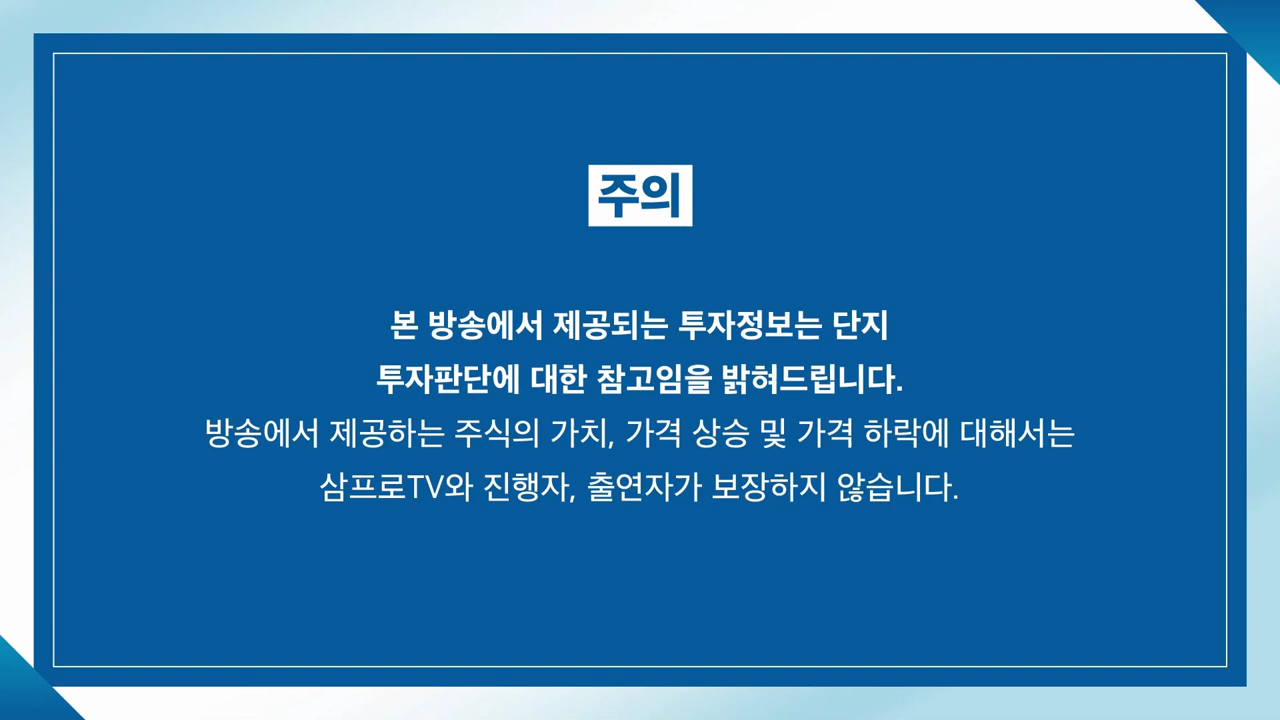 주의
본 방송에서 제공되는 투자정보는 단지
투자판단에 대한 참고임을 밝혀드립니다.
방송에서 제공하는 주식의 가치, 가격 상승 및 가격 하락에 대해서는
삼프로TV와 진행자, 출연자가 보장하지 않습니다.